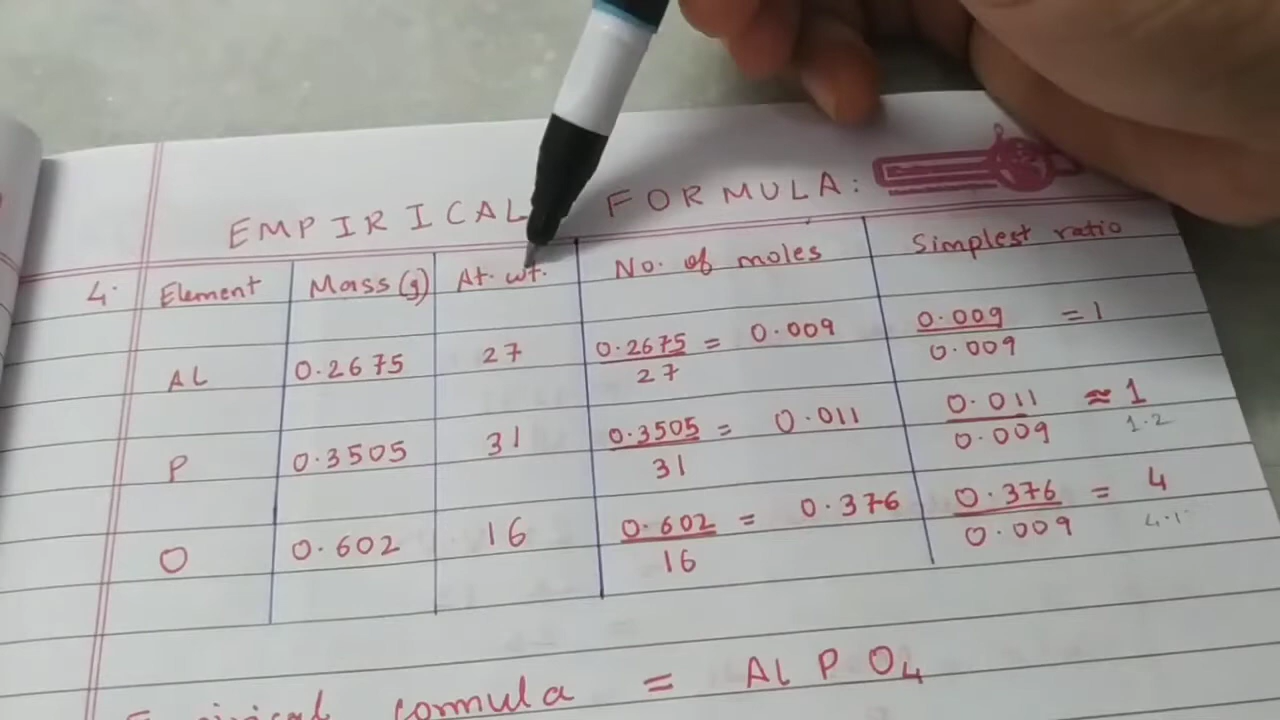 EMPIRICAL FORMULA:
4. Element Mass (g) At. wt. No. of moles Simplest ratio
AL 0.2675 27 0.2675/27 = 0.009 0.009/0.009 = 1
P 0.3505 31 0.3505/31 = 0.011 0.011/0.009 ≈ 1
1.2
O 0.602 16 0.602/16 = 0.376 0.376/0.009 = 4
4.1
formula = Al P O4